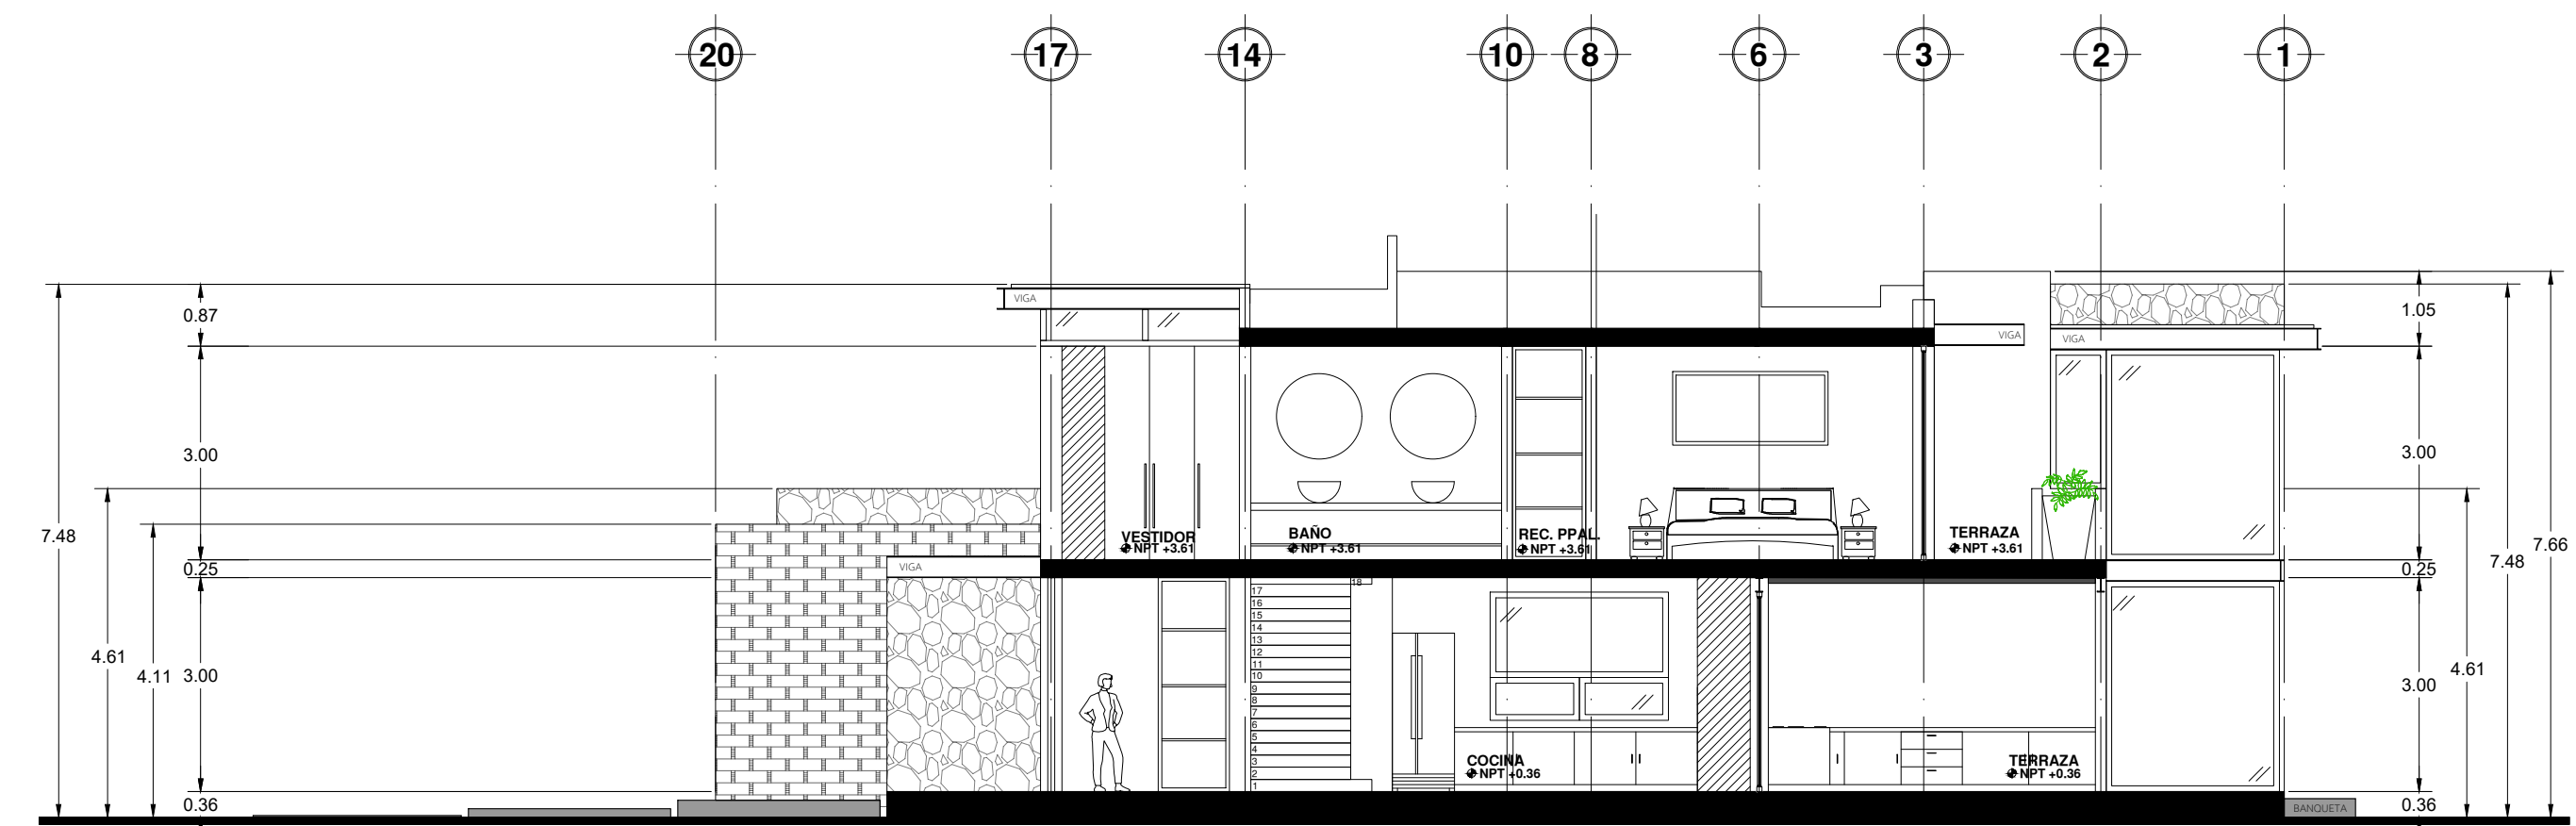 20 17 14 10 8 6 3 2 1
VIGA
VIGA
VIGA
0.87
1.05
3.00
3.00
7.48
VESTIDOR
NPT +3.61
BAÑO
NPT +3.61
REC. PPAL.
NPT +3.61
TERRAZA
NPT +3.61
7.66
7.48
0.25
VIGA
0.25
18
17
16
15
14
13
12
11
10
9
8
7
6
5
4
3
2
1
4.61
4.11
3.00
4.61
3.00
COCINA
NPT +0.36
TERRAZA
NPT +0.36
0.36
BANQUETA
0.36